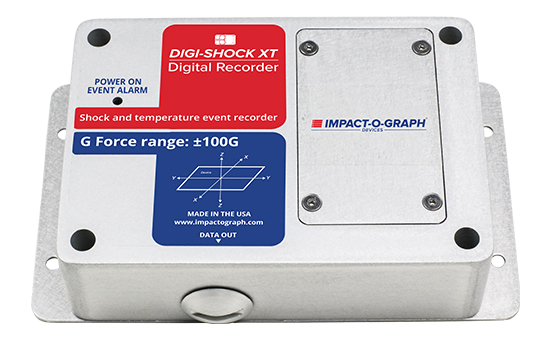 DIGI-SHOCK XT
Digital Recorder
POWER ON
EVENT ALARM
Shock and temperature event recorder
G Force range: ±100G
IMPACT-O-GRAPH
DEVICES
Z
X
Y
Y
X
Z
MADE IN THE USA
www.impactograph.com
DATA OUT